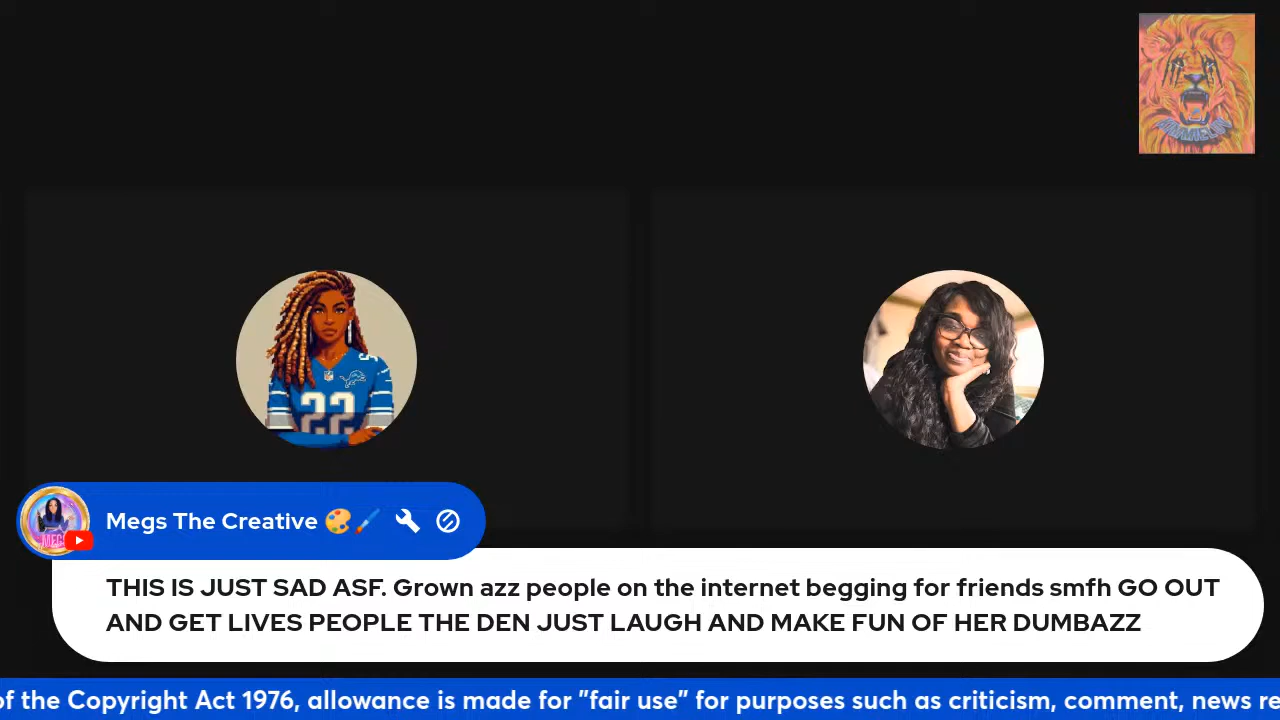 22
Megs The Creative 🎨🖌️
THIS IS JUST SAD ASF. Grown azz people on the internet begging for friends smfh GO OUT
AND GET LIVES PEOPLE THE DEN JUST LAUGH AND MAKE FUN OF HER DUMBAZZ
of the Copyright Act 1976, allowance is made for "fair use" for purposes such as criticism, comment, news re